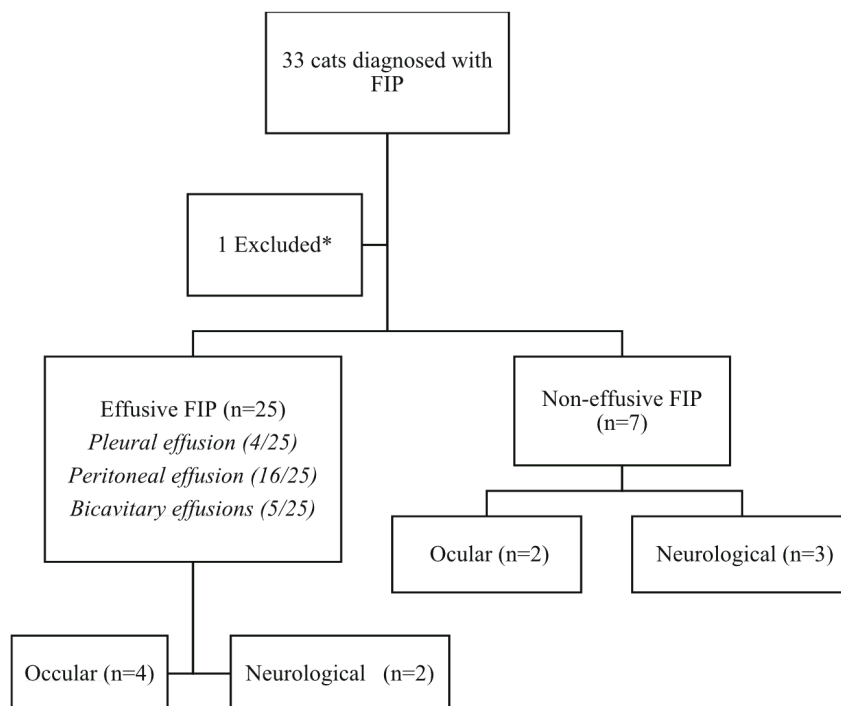 33 cats diagnosed with
FIP
1 Excluded*
Effusive FIP (n=25)
Pleural effusion (4/25)
Peritoneal effusion (16/25)
Bicavitary effusions (5/25)
Non-effusive FIP
(n=7)
Ocular (n=2)
Neurological (n=3)
Occular (n=4)
Neurological (n=2)